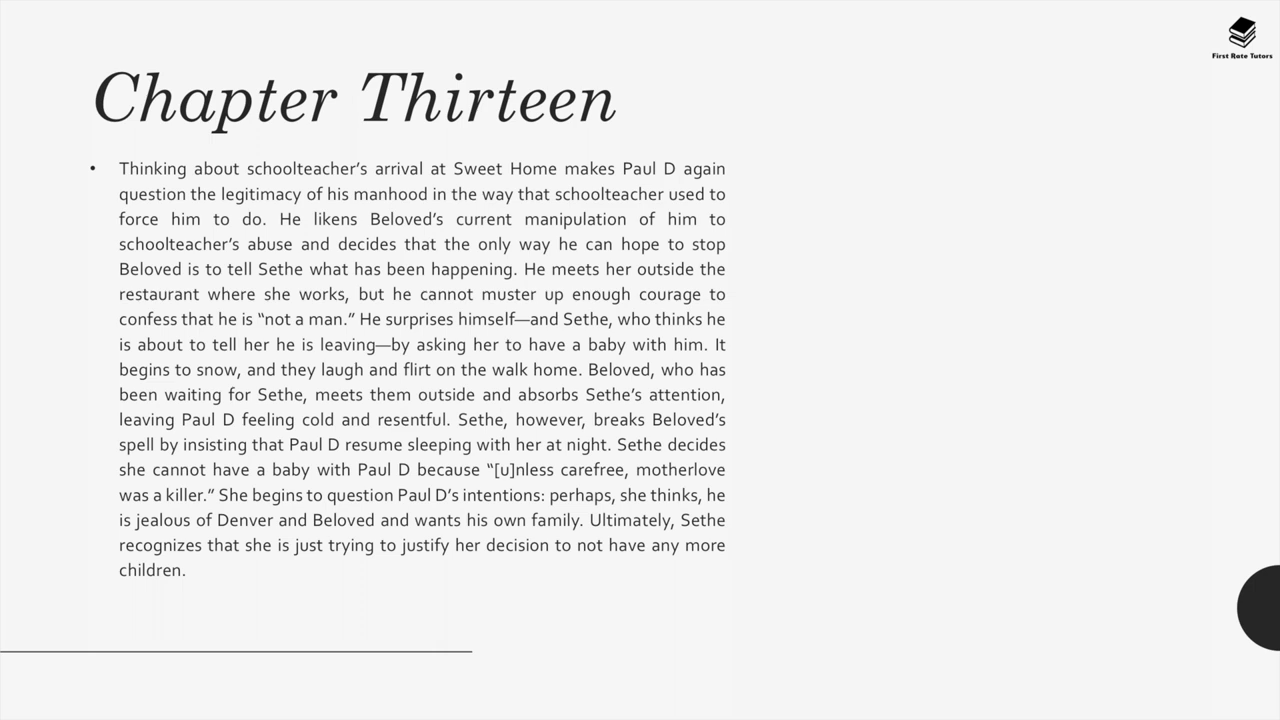 First Rate Tutors
Chapter Thirteen
• Thinking about schoolteacher's arrival at Sweet Home makes Paul D again
question the legitimacy of his manhood in the way that schoolteacher used to
force him to do. He likens Beloved's current manipulation of him to
schoolteacher's abuse and decides that the only way he can hope to stop
Beloved is to tell Sethe what has been happening. He meets her outside the
restaurant where she works, but he cannot muster up enough courage to
confess that he is “not a man.” He surprises himself—and Sethe, who thinks he
is about to tell her he is leaving—by asking her to have a baby with him. It
begins to snow, and they laugh and flirt on the walk home. Beloved, who has
been waiting for Sethe, meets them outside and absorbs Sethe's attention,
leaving Paul D feeling cold and resentful. Sethe, however, breaks Beloved's
spell by insisting that Paul D resume sleeping with her at night. Sethe decides
she cannot have a baby with Paul D because “[u]nless carefree, motherlove
was a killer.” She begins to question Paul D's intentions: perhaps, she thinks, he
is jealous of Denver and Beloved and wants his own family. Ultimately, Sethe
recognizes that she is just trying to justify her decision to not have any more
children.